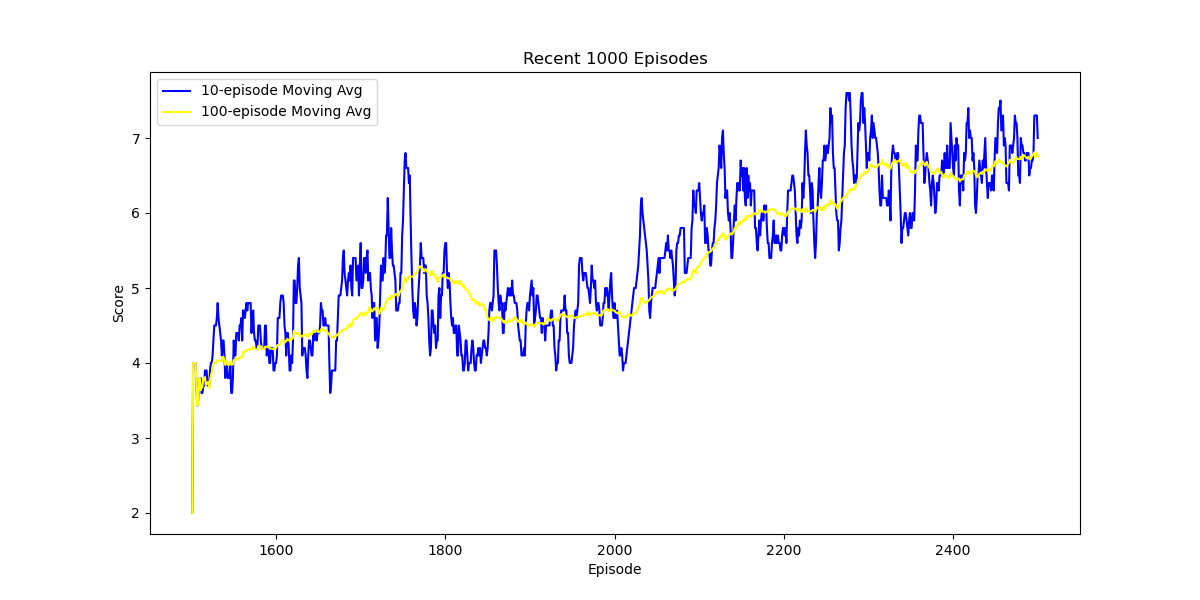 Recent 1000 Episodes
10-episode Moving Avg
100-episode Moving Avg
7
6
5
4
3
2
Score
1600 1800 2000 2200 2400
Episode